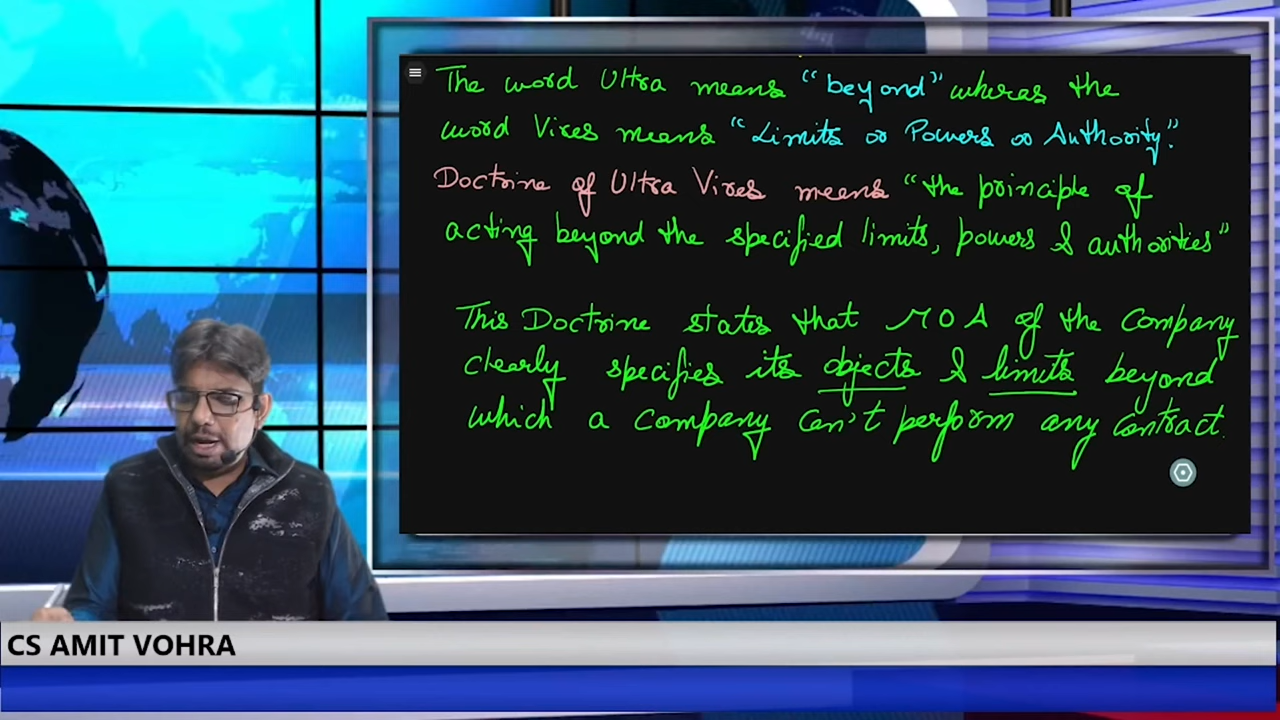 The word Ultra means "beyond" whereas the
word Vires means "Limits or Powers or Authority".
Doctrine of Ultra Vires means "the principle of
acting beyond the specified limits, powers & authorities"
This Doctrine states that MOA of the Company
clearly specifies its objects & limits beyond
which a company can't perform any contract.
CS AMIT VOHRA